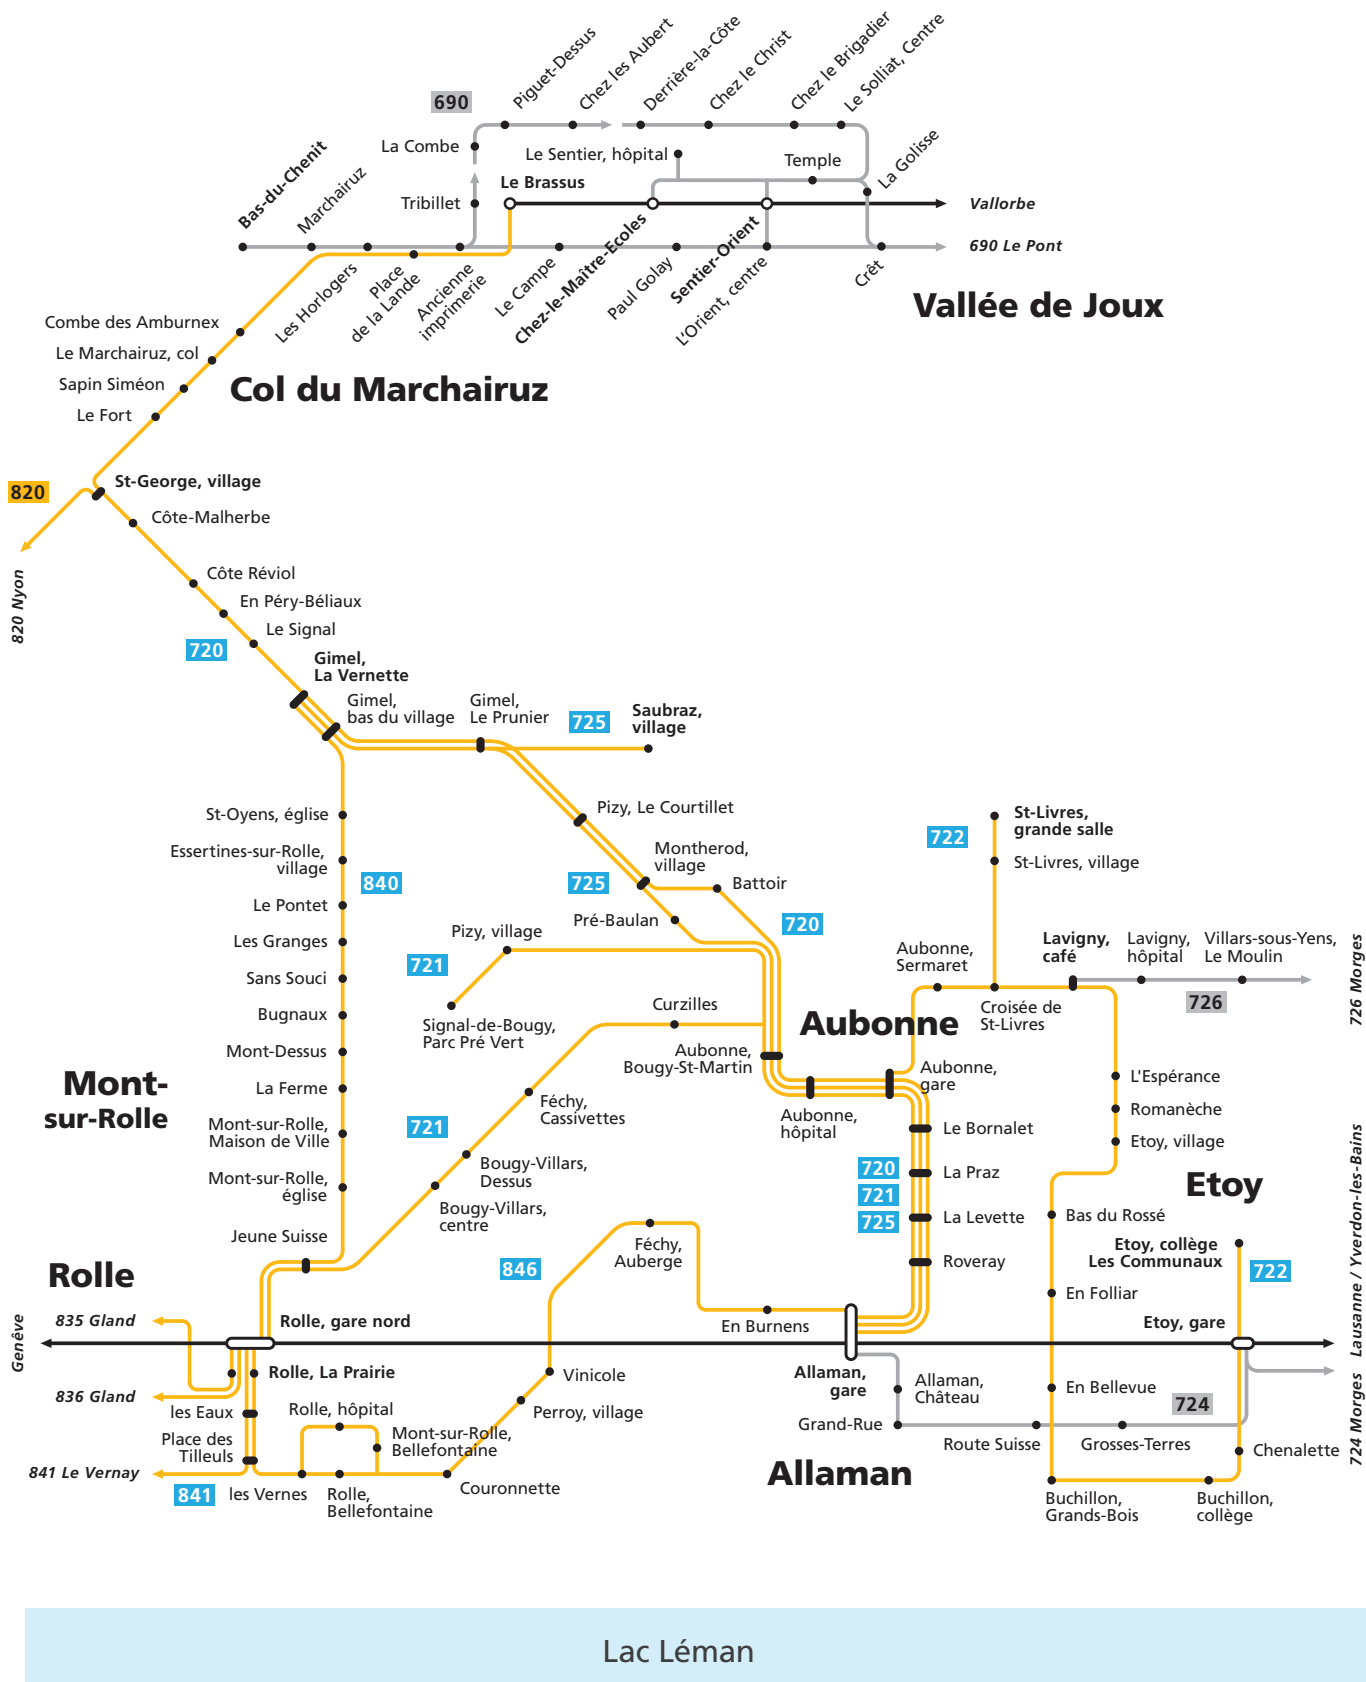 Piguet-Dessus
Chez les Aubert
Derrière-la-Côte
Chez le Christ
Chez le Brigadier
Le Solliat, Centre
690
La Combe
Le Sentier, hôpital
Temple
La Golisse
Bas-du-Chenit
Marchairuz
Le Brassus
Tribillet
Vallorbe
690 Le Pont
Les Horlogers
Place
de la Lande
Ancienne
imprimerie
Le Campe
Chez-le-Maître-Ecoles
Paul Golay
Sentier-Orient
L'Orient, centre
Crêt
Vallée de Joux
Combe des Amburnex
Le Marchairuz, col
Sapin Siméon
Le Fort
Col du Marchairuz
820
St-George, village
Côte-Malherbe
820 Nyon
Côte Réviol
En Péry-Béliaux
Le Signal
720
Gimel,
La Vernette
Gimel,
bas du village
Gimel,
Le Prunier
725
Saubraz,
village
St-Oyens, église
Essertines-sur-Rolle,
village
840
Le Pontet
Les Granges
Sans Souci
Bugnaux
Mont-Dessus
La Ferme
Mont-sur-Rolle,
Maison de Ville
Mont-sur-Rolle,
église
Jeune Suisse
Mont-
sur-Rolle
Pizy, Le Courtillet
Montherod,
village
725
Battoir
Pré-Baulan
720
Pizy, village
721
Signal-de-Bougy,
Parc Pré Vert
Curzilles
Aubonne,
Bougy-St-Martin
Féchy,
Cassivettes
721
Bougy-Villars,
Dessus
Bougy-Villars,
centre
St-Livres,
grande salle
722
St-Livres, village
Aubonne,
Sermaret
Lavigny,
café
Lavigny,
hôpital
Villars-sous-Yens,
Le Moulin
726
726 Morges
Croisée de
St-Livres
Aubonne
Aubonne,
gare
Aubonne,
hôpital
L'Espérance
Romanèche
Etoy, village
Le Bornalet
720
721
725
La Praz
La Levette
Roveray
Etoy
Bas du Rossé
Etoy, collège
Les Communaux
722
En Folliar
Etoy, gare
Lausanne / Yverdon-les-Bains
846
Féchy,
Auberge
En Burnens
Rolle
835 Gland
Genève
Rolle, gare nord
Rolle, La Prairie
836 Gland
les Eaux
Rolle, hôpital
Place des
Tilleuls
Mont-sur-Rolle,
Bellefontaine
841 Le Vernay
841
les Vernes
Rolle,
Bellefontaine
Couronnette
Vinicole
Perroy, village
Allaman,
gare
Allaman,
Château
Grand-Rue
Route Suisse
Grosses-Terres
724
En Bellevue
Chenalette
724 Morges
Allaman
Buchillon,
Grands-Bois
Buchillon,
collège
Lac Léman